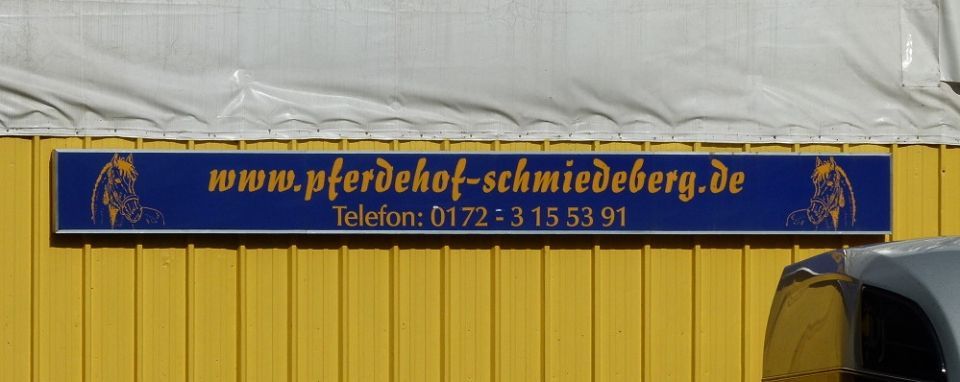 www.pferdehof-schmiedeberg.de
Telefon: 0172 - 3 15 53 91